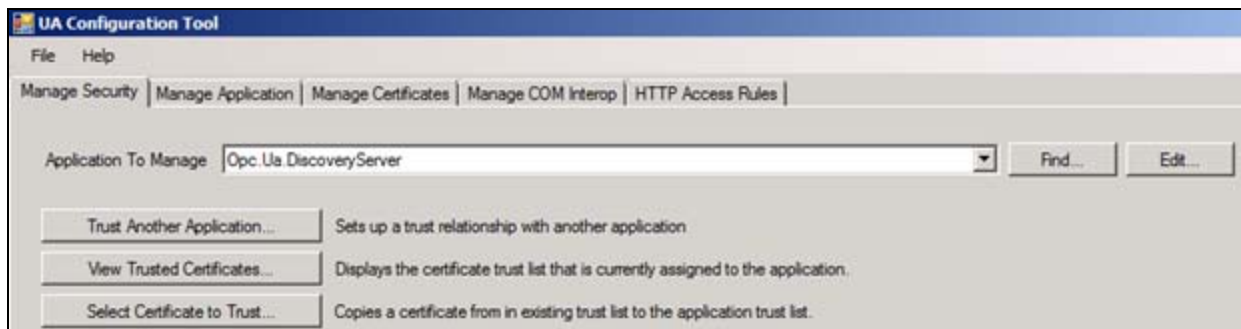 UA Configuration Tool
File Help
Manage Security Manage Application Manage Certificates Manage COM Interop HTTP Access Rules
Application To Manage Opc.Ua.DiscoveryServer Find... Edit...
Trust Another Application... Sets up a trust relationship with another application
View Trusted Certificates... Displays the certificate trust list that is currently assigned to the application.
Select Certificate to Trust... Copies a certificate from in existing trust list to the application trust list.